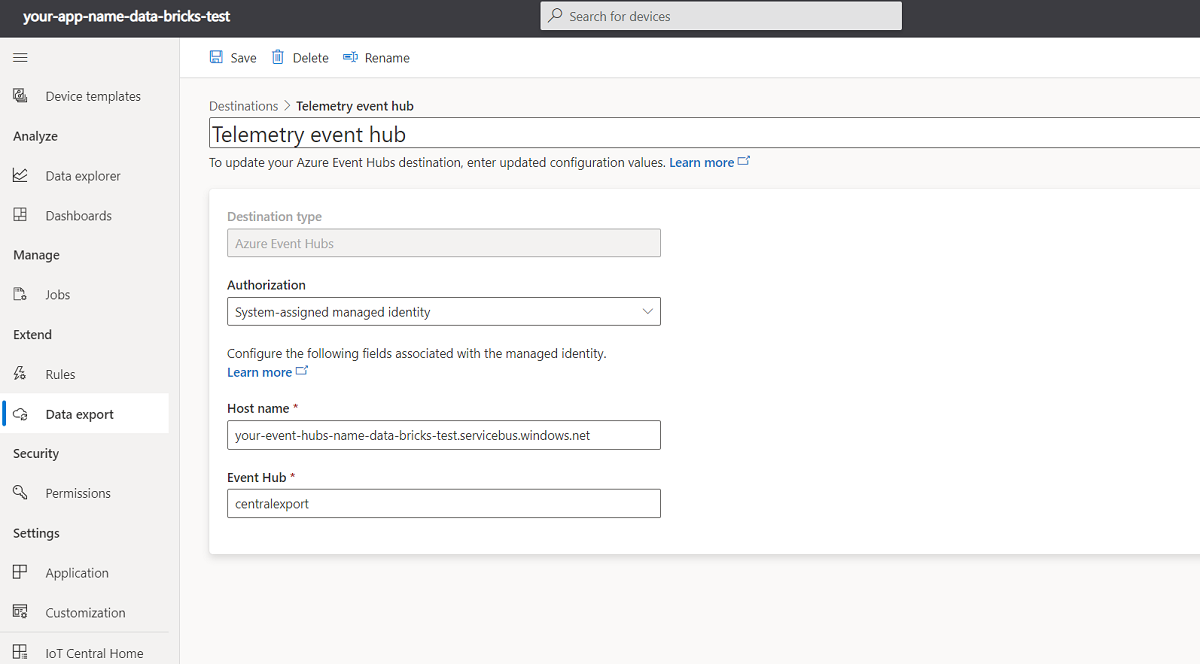 your-app-name-data-bricks-test
Search for devices
Save
Delete
Rename
Device templates
Analyze
Data explorer
Dashboards
Manage
Jobs
Extend
Rules
Data export
Security
Permissions
Settings
Application
Customization
IoT Central Home
Destinations > Telemetry event hub
Telemetry event hub
To update your Azure Event Hubs destination, enter updated configuration values. Learn more
Destination type
Azure Event Hubs
Authorization
System-assigned managed identity
Configure the following fields associated with the managed identity.
Learn more
Host name *
your-event-hubs-name-data-bricks-test.servicebus.windows.net
Event Hub *
centralexport